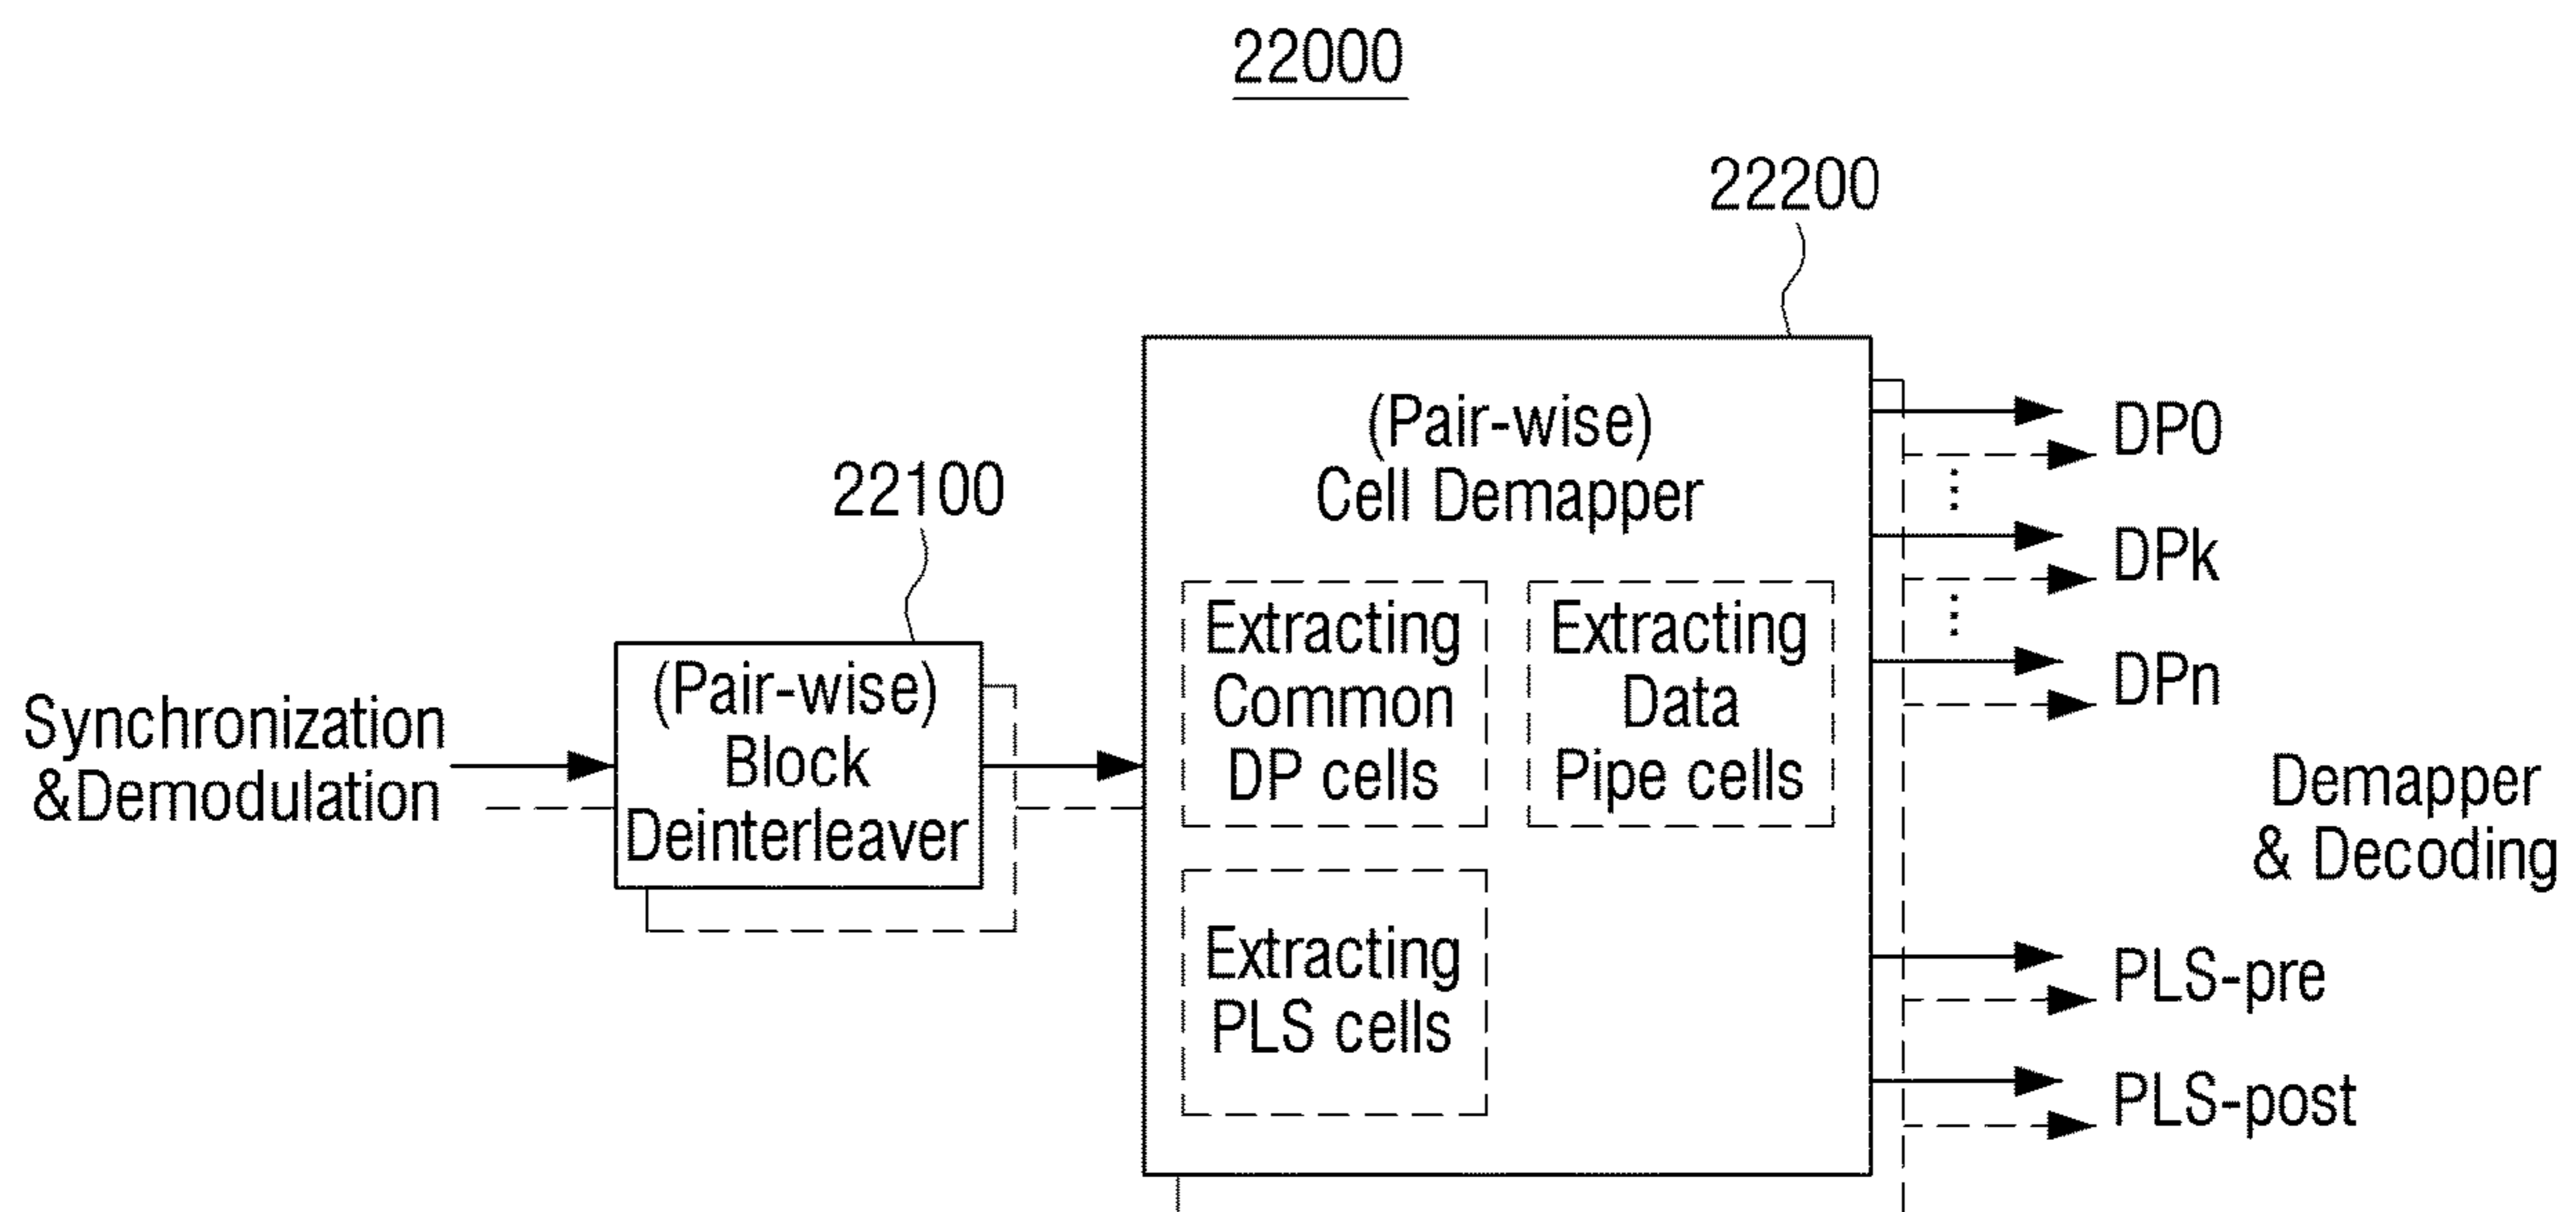 22000
22200
22100
(Pair-wise)
Cell Demapper
Extracting
Common
DP cells
Extracting
Data
Pipe cells
Extracting
PLS cells
(Pair-wise)
Block
Deinterleaver
Synchronization
&Demodulation
DP0
⋮
DPk
⋮
DPn
Demapper
& Decoding
PLS-pre
PLS-post